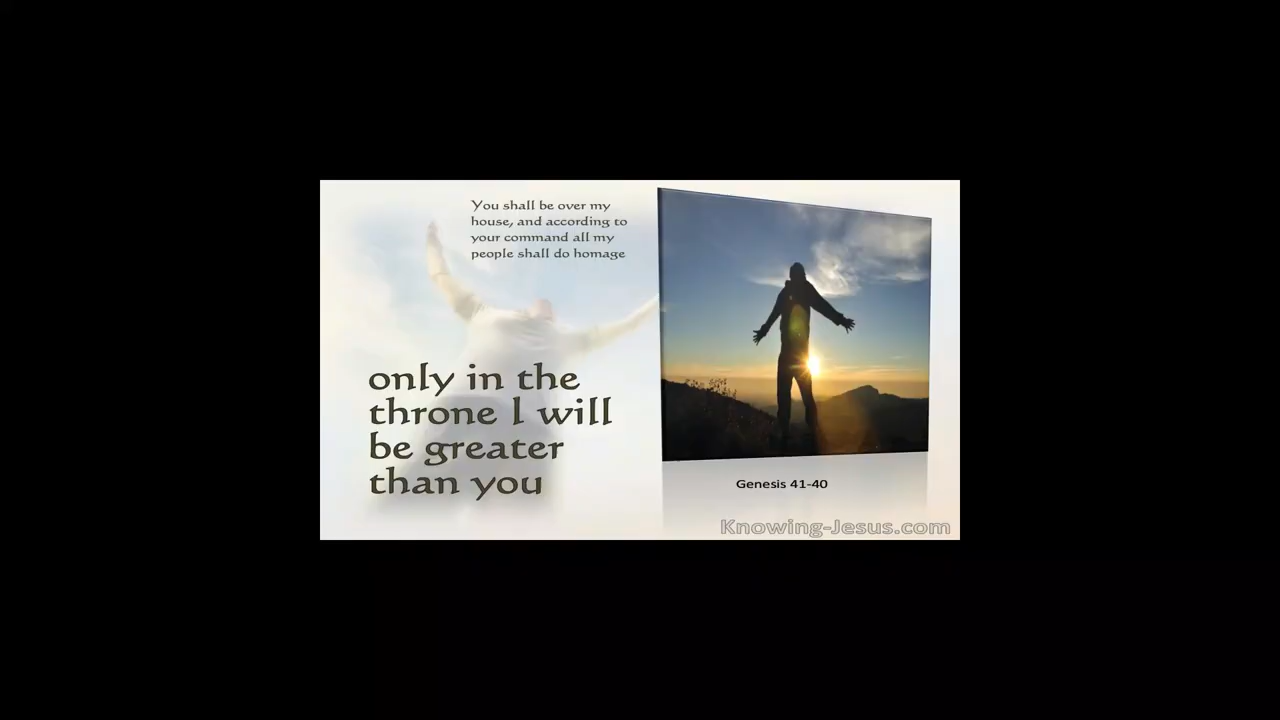 You shall be over my
house, and according to
your command all my
people shall do homage
only in the
throne I will
be greater
than you
Genesis 41-40
Knowing-Jesus.com